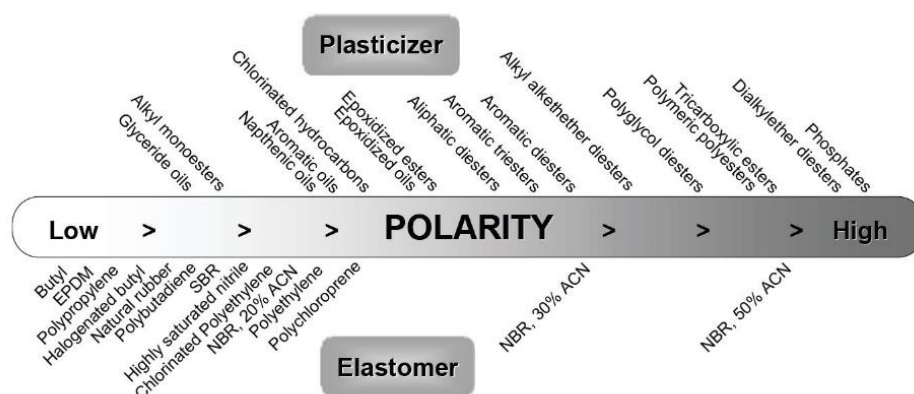 Plasticizer
Glyceride oils
Alkyl monoesters
Napthenic oils
Aromatic oils
Chlorinated hydrocarbons
Epoxidized oils
Epoxidized esters
Aliphatic diesters
Aromatic triesters
Aromatic diesters
Alkyl alkethether diesters
Polyglycol diesters
Polymeric polyesters
Tricarboxylic esters
Dialkylether diesters
Phosphates
Low > > > POLARITY > > > High
Butyl
EPDM
Polypropylene
Halogenated butyl
Natural rubber
Polybutadiene
SBR
Highly saturated nitrile
Chlorinated Polyethylene
NBR, 20% ACN
Polyethylene
Polychloroprene
NBR, 30% ACN
NBR, 50% ACN
Elastomer